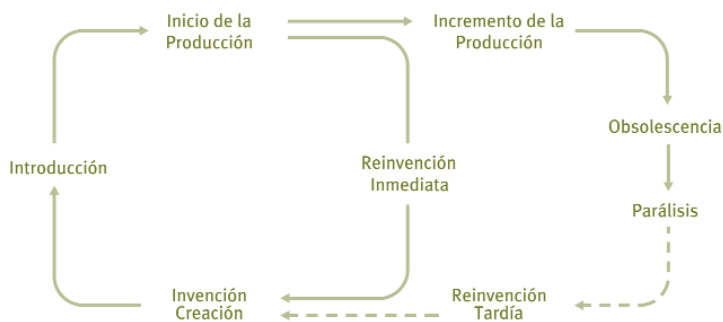 Inicio de la
Producción
Incremento de la
Producción
Obsolescencia
Introducción
Reinvención
Inmediata
Parálisis
Invención
Creación
Reinvención
Tardía